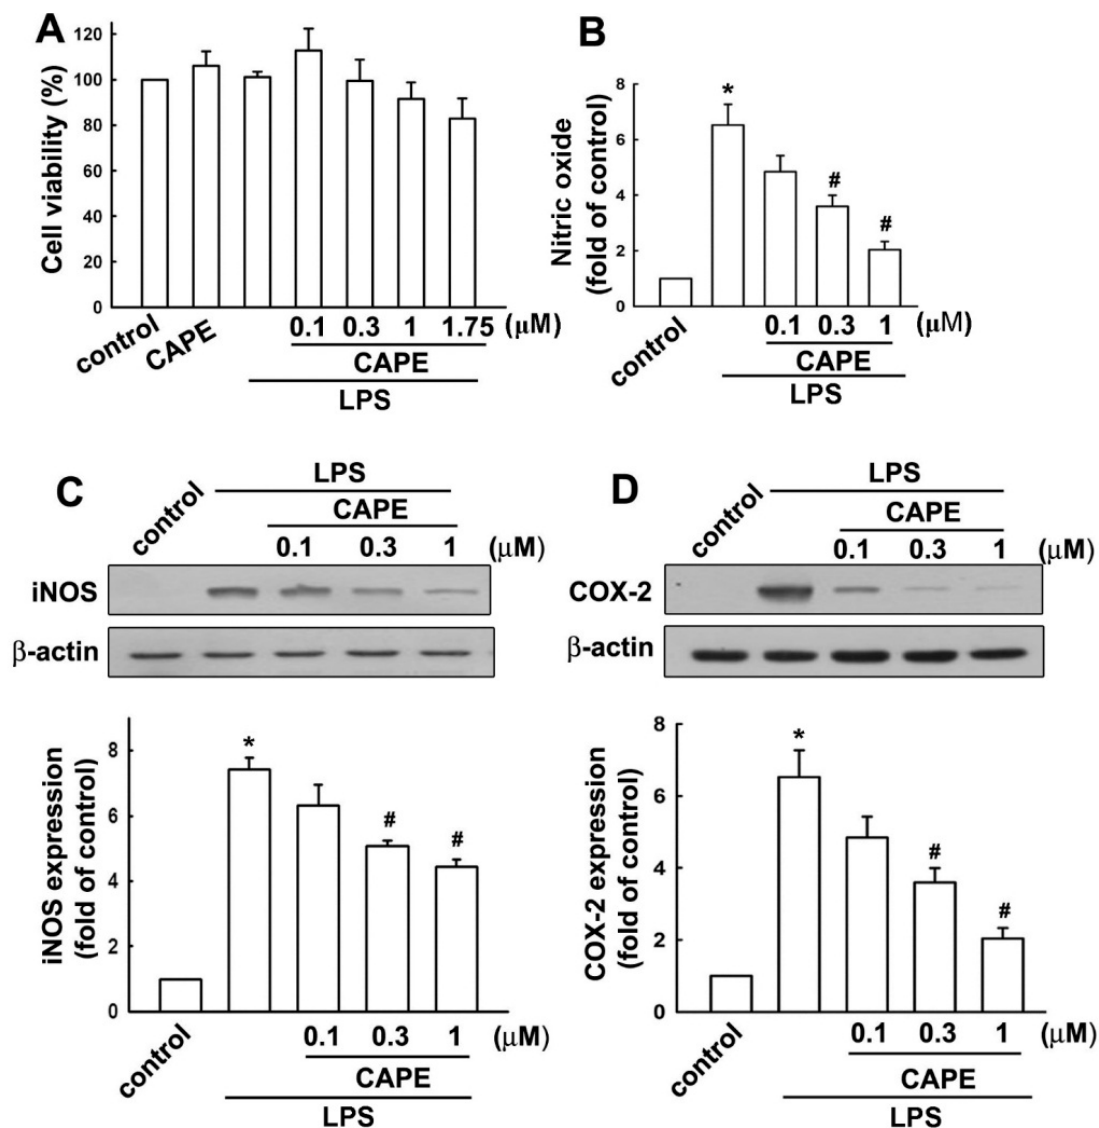 A
Cell viability (%)
120
100
80
60
40
20
0
control
CAPE
0.1 0.3 1 1.75 (μM)
CAPE
LPS
B
Nitric oxide
(fold of control)
8
6
4
2
0
*
#
#
control
0.1 0.3 1 (μM)
CAPE
LPS
C
control
LPS
CAPE
0.1 0.3 1 (μM)
iNOS
β-actin
iNOS expression
(fold of control)
8
6
4
2
0
*
#
#
control
0.1 0.3 1 (μM)
CAPE
LPS
D
control
LPS
CAPE
0.1 0.3 1 (μM)
COX-2
β-actin
COX-2 expression
(fold of control)
8
6
4
2
0
*
#
#
control
0.1 0.3 1 (μM)
CAPE
LPS